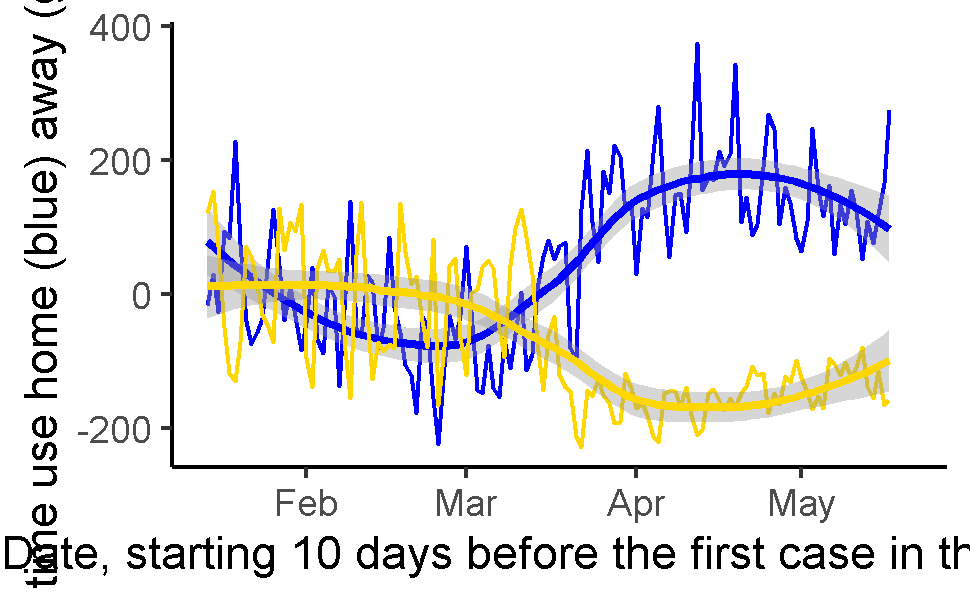 time use home (blue) away (
400
200
0
-200
Feb Mar Apr May
Date, starting 10 days before the first case in th